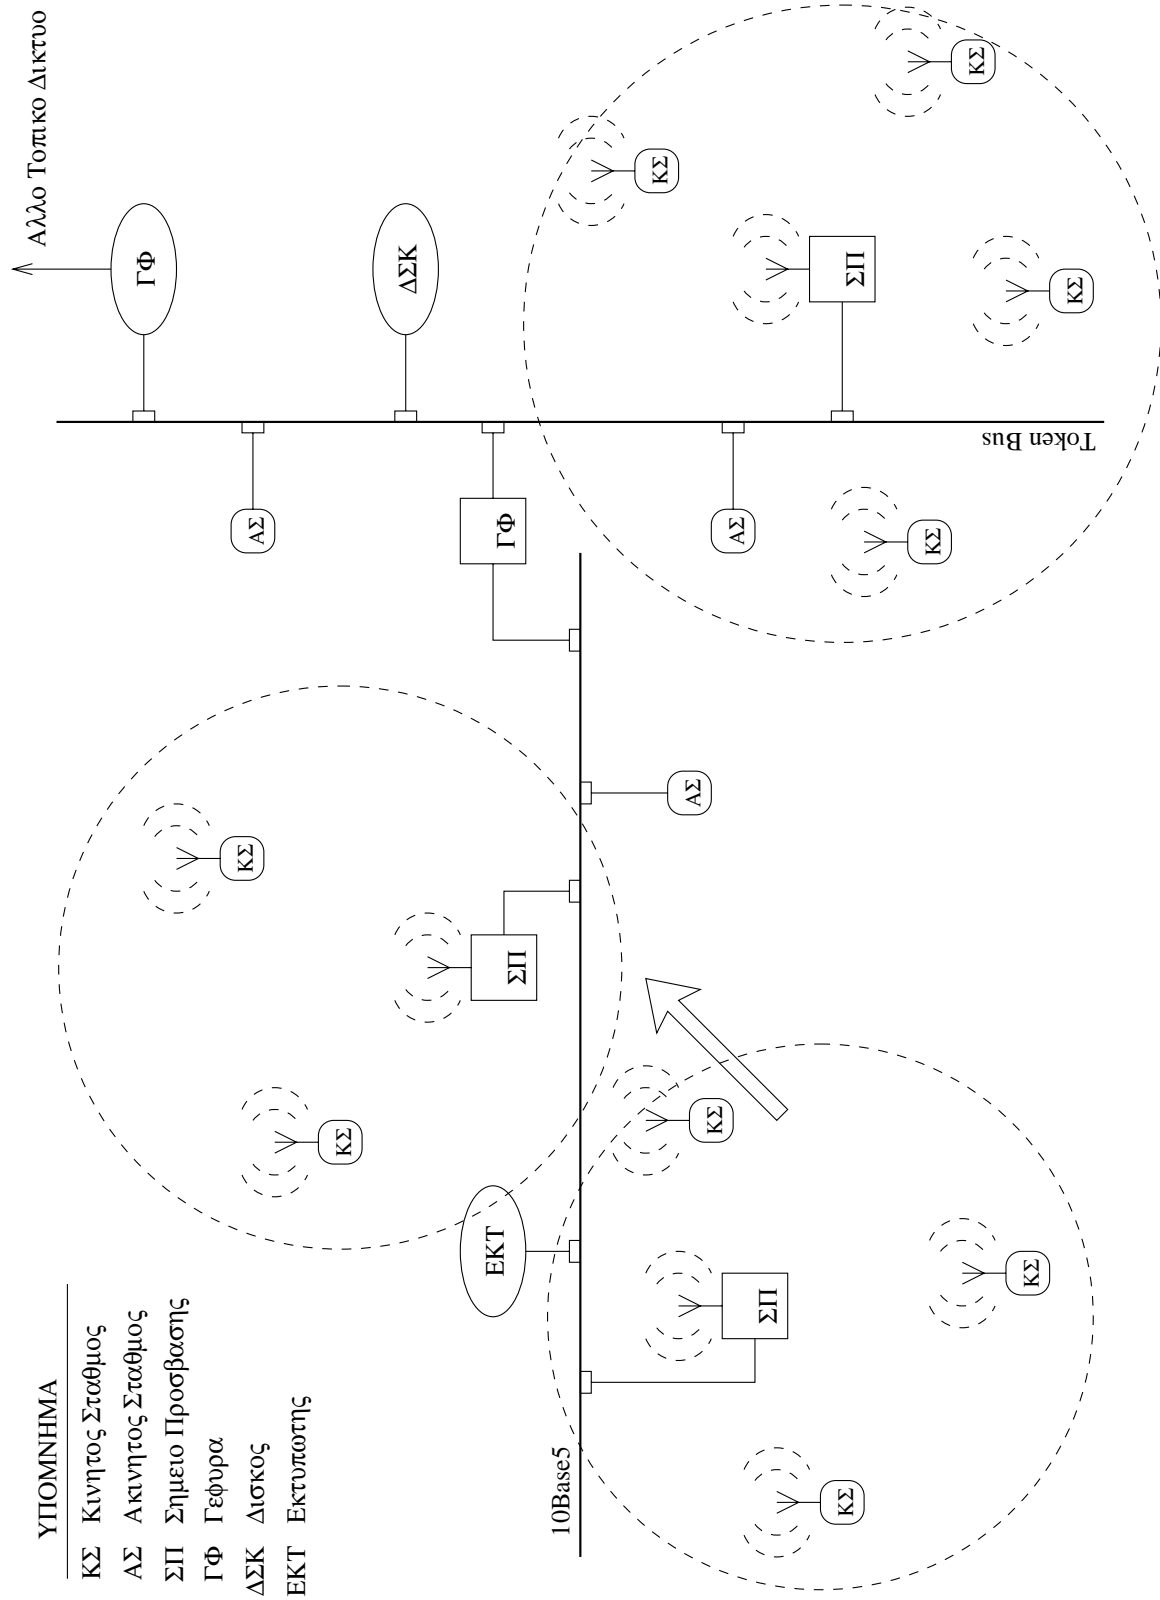 ΥΠΟΜΝΗΜΑ
ΚΣ Κινητος Σταθμος
ΑΣ Ακινητος Σταθμος
ΣΠ Σημειο Προσβασης
ΓΦ Γεφυρα
ΔΣΚ Δισκος
ΕΚΤ Εκτυπωτης
Αλλο Τοπικο Δικτυο
ΓΦ
ΚΣ
ΑΣ
ΚΣ
ΔΣΚ
ΕΚΤ
ΣΠ
ΓΦ
10Base5
ΚΣ
ΑΣ
ΚΣ
ΑΣ
ΣΠ
ΚΣ
ΣΠ
ΚΣ
ΚΣ
ΚΣ
Token Bus
ΚΣ
ΚΣ